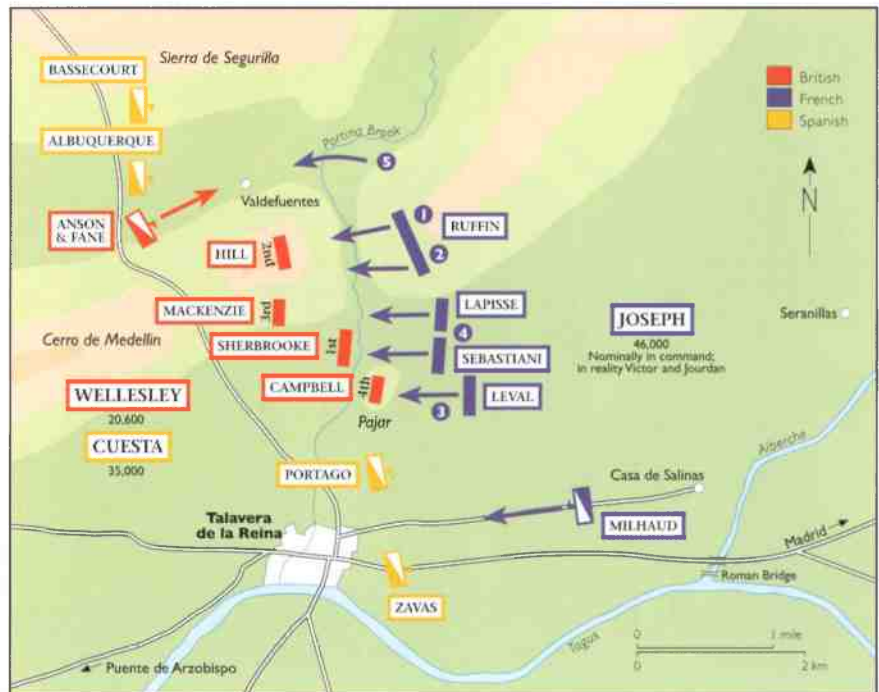 Sierra de Segurilla
BASSECOURT
ALBUQUERQUE
British
French
Spanish
N
Portina Brook
5
Valdefuentes
ANSON
& FANE
1
RUFFIN
2
HILL
2nd
MACKENZIE
3rd
LAPISSE
4
Cerro de Medellin
SHERBROOKE
1st
SEBASTIANI
JOSEPH
46,000
Nominally in command;
in reality Victor and Jourdan
Seranillas
CAMPBELL
4th
3
LEVAL
WELLESLEY
20,600
Pajar
CUESTA
35,000
PORTAGO
Alberche
Casa de Salinas
Talavera
de la Reina
MILHAUD
Madrid
Roman Bridge
ZAVAS
Tagus
0 1 mile
0 2 km
Puente de Arzobispo